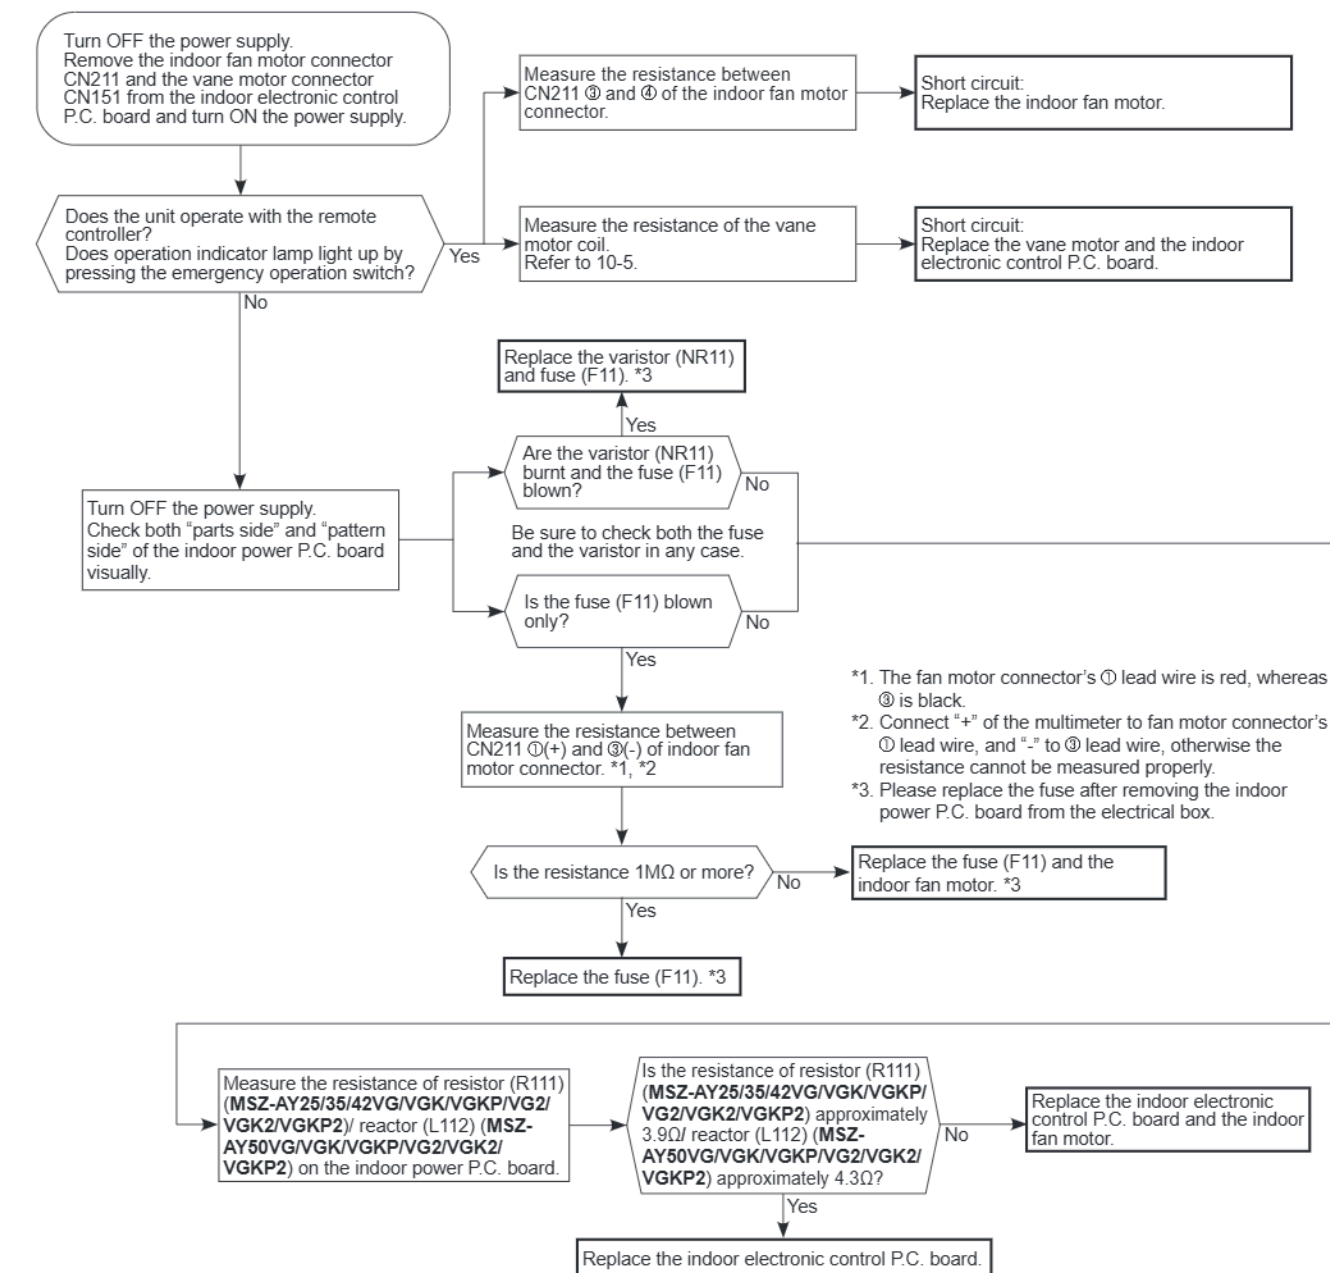 Turn OFF the power supply.
Remove the indoor fan motor connector
CN211 and the vane motor connector
CN151 from the indoor electronic control
P.C. board and turn ON the power supply.
Measure the resistance between
CN211 ③ and ④ of the indoor fan motor
connector.
Short circuit:
Replace the indoor fan motor.
Does the unit operate with the remote
controller?
Does operation indicator lamp light up by
pressing the emergency operation switch?
Yes
Measure the resistance of the vane
motor coil.
Refer to 10-5.
Short circuit:
Replace the vane motor and the indoor
electronic control P.C. board.
No
Replace the varistor (NR11)
and fuse (F11). *3
Yes
Are the varistor (NR11)
burnt and the fuse (F11)
blown?
No
Turn OFF the power supply.
Check both “parts side” and “pattern
side” of the indoor power P.C. board
visually.
Be sure to check both the fuse
and the varistor in any case.
Is the fuse (F11) blown
only?
No
Yes
Measure the resistance between
CN211 ①(+) and ③(-) of indoor fan
motor connector. *1, *2
*1. The fan motor connector’s ① lead wire is red, whereas
③ is black.
*2. Connect “+” of the multimeter to fan motor connector’s
① lead wire, and “-” to ③ lead wire, otherwise the
resistance cannot be measured properly.
*3. Please replace the fuse after removing the indoor
power P.C. board from the electrical box.
Is the resistance 1MΩ or more?
No
Replace the fuse (F11) and the
indoor fan motor. *3
Yes
Replace the fuse (F11). *3
Measure the resistance of resistor (R111)
(MSZ-AY25/35/42VG/VGK/VGKP/VG2/
VGK2/VGKP2)/ reactor (L112) (MSZ-
AY50VG/VGK/VGKP/VG2/VGK2/
VGKP2) on the indoor power P.C. board.
Is the resistance of resistor (R111)
(MSZ-AY25/35/42VG/VGK/VGKP/
VG2/VGK2/VGKP2) approximately
3.9Ω/ reactor (L112) (MSZ-
AY50VG/VGK/VGKP/VG2/VGK2/
VGKP2) approximately 4.3Ω?
No
Replace the indoor electronic
control P.C. board and the indoor
fan motor.
Yes
Replace the indoor electronic control P.C. board.